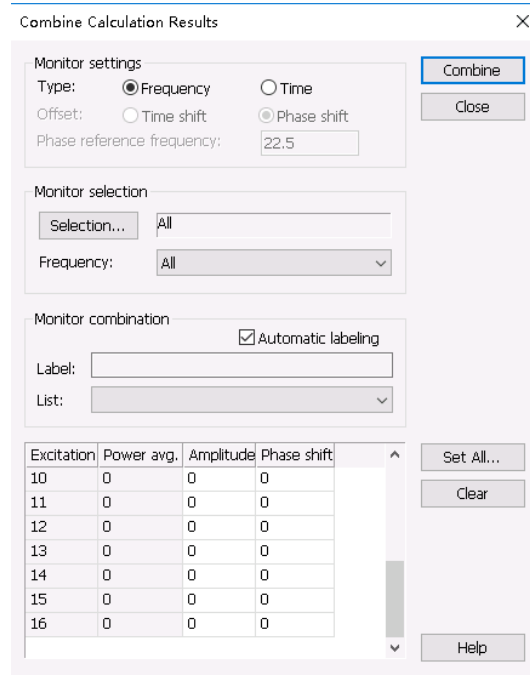 Combine Calculation Results
Monitor settings
Combine
Type: Frequency Time
Close
Offset: Time shift Phase shift
Phase reference frequency: 22.5
Monitor selection
Selection... All
Frequency: All
Monitor combination
Automatic labeling
Label:
List:
Excitation Power avg. Amplitude Phase shift
Set All...
10 0 0 0
Clear
11 0 0 0
12 0 0 0
13 0 0 0
14 0 0 0
15 0 0 0
16 0 0 0
Help